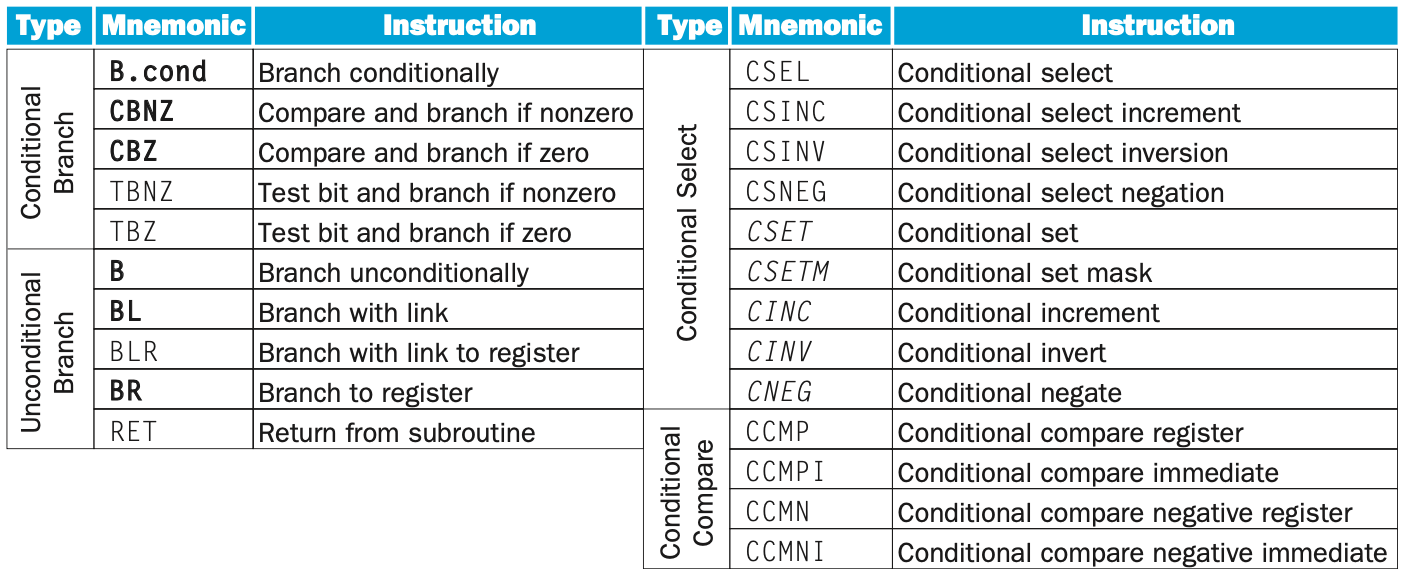 Type Mnemonic Instruction Type Mnemonic Instruction
Conditional Branch
B.cond Branch conditionally
CBNZ Compare and branch if nonzero
CBZ Compare and branch if zero
TBNZ Test bit and branch if nonzero
TBZ Test bit and branch if zero
Unconditional Branch
B Branch unconditionally
BL Branch with link
BLR Branch with link to register
BR Branch to register
RET Return from subroutine
Conditional Select
CSEL Conditional select
CSINC Conditional select increment
CSINV Conditional select inversion
CSNEG Conditional select negation
CSET Conditional set
CSETM Conditional set mask
CINC Conditional increment
CINV Conditional invert
CNEG Conditional negate
Conditional Compare
CCMP Conditional compare register
CCMPI Conditional compare immediate
CCMN Conditional compare negative register
CCMNI Conditional compare negative immediate